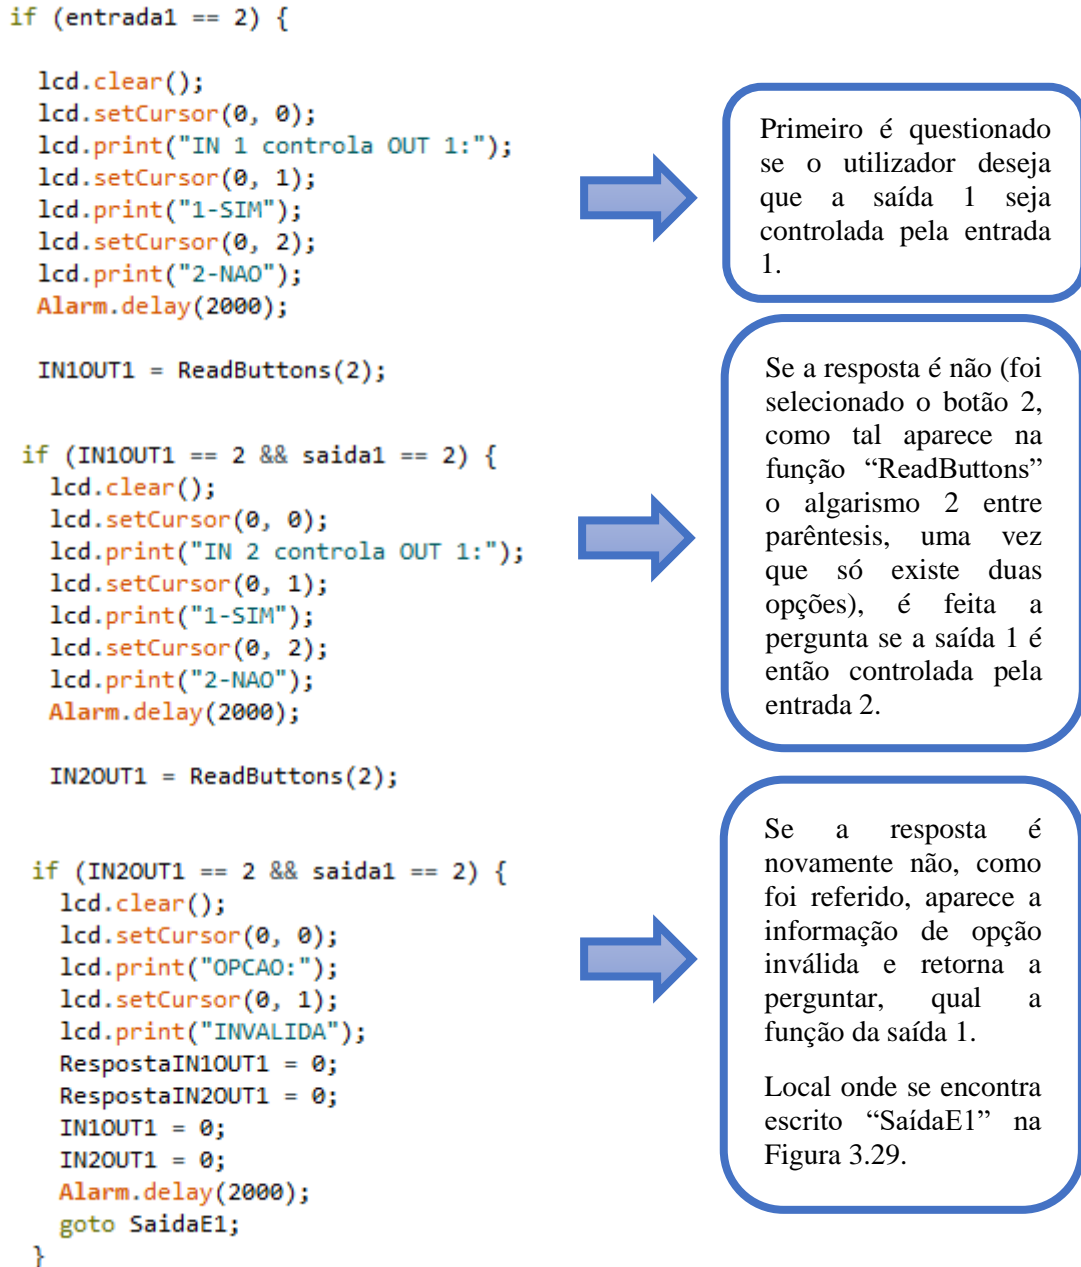 if (entrada1 == 2) {
lcd.clear();
lcd.setCursor(0, 0);
lcd.print("IN 1 controla OUT 1:");
lcd.setCursor(0, 1);
lcd.print("1-SIM");
lcd.setCursor(0, 2);
lcd.print("2-NAO");
Alarm.delay(2000);
IN1OUT1 = ReadButtons(2);
Primeiro é questionado
se o utilizador deseja
que a saída 1 seja
controlada pela entrada
1.
if (IN1OUT1 == 2 && saida1 == 2) {
lcd.clear();
lcd.setCursor(0, 0);
lcd.print("IN 2 controla OUT 1:");
lcd.setCursor(0, 1);
lcd.print("1-SIM");
lcd.setCursor(0, 2);
lcd.print("2-NAO");
Alarm.delay(2000);
IN2OUT1 = ReadButtons(2);
Se a resposta é não (foi
selecionado o botão 2,
como tal aparece na
função “ReadButtons”
o algarismo 2 entre
parêntesis, uma vez
que só existe duas
opções), é feita a
pergunta se a saída 1 é
então controlada pela
entrada 2.
if (IN2OUT1 == 2 && saida1 == 2) {
lcd.clear();
lcd.setCursor(0, 0);
lcd.print("OPCAO:");
lcd.setCursor(0, 1);
lcd.print("INVALIDA");
RespostaIN1OUT1 = 0;
RespostaIN2OUT1 = 0;
IN1OUT1 = 0;
IN2OUT1 = 0;
Alarm.delay(2000);
goto SaidaE1;
}
Se a resposta é
novamente não, como
foi referido, aparece a
informação de opção
inválida e retorna a
perguntar, qual a
função da saída 1.
Local onde se encontra
escrito “SaídaE1” na
Figura 3.29.